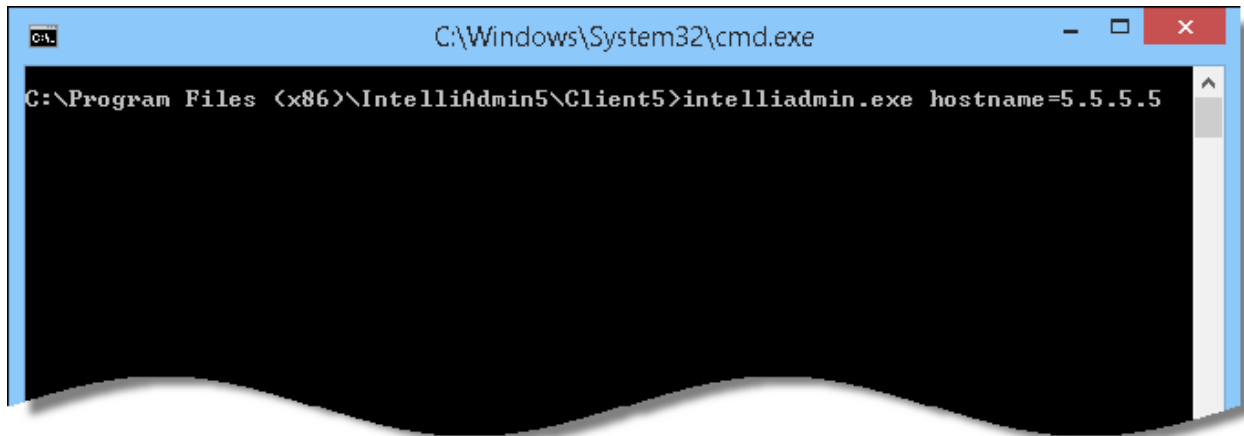 C:\Windows\System32\cmd.exe
C:\Program Files (x86)\IntelliAdmin5\Client5>intelliadmin.exe hostname=5.5.5.5